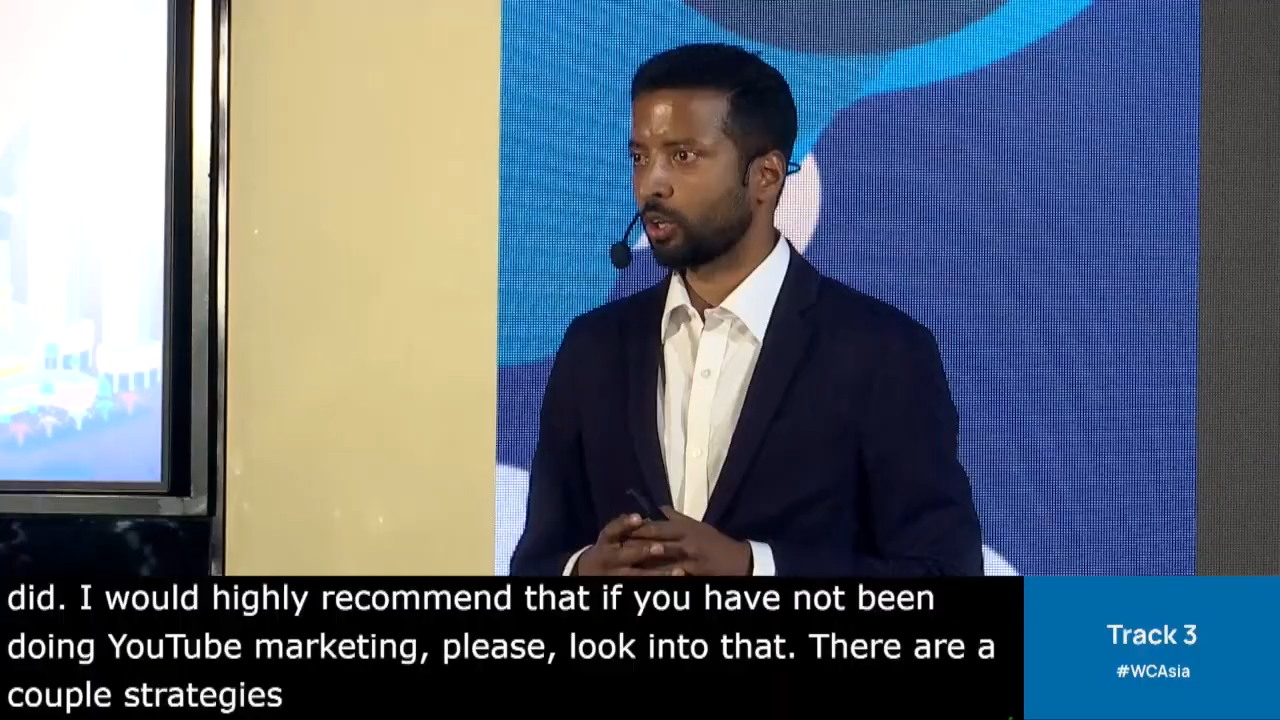 did. I would highly recommend that if you have not been
doing YouTube marketing, please, look into that. There are a
couple strategies
Track 3
#WCAsia